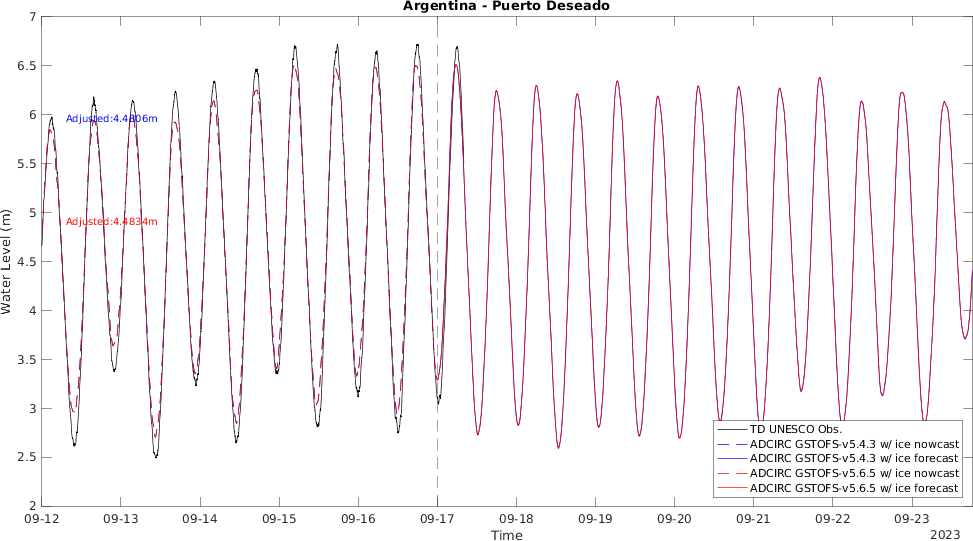 Argentina - Puerto Deseado
Water Level (m)
7
6.5
6
5.5
5
4.5
4
3.5
3
2.5
2
Adjusted:4.4806m
Adjusted:4.4834m
TD UNESCO Obs.
ADCIRC GSTOFS-v5.4.3 w/ ice nowcast
ADCIRC GSTOFS-v5.4.3 w/ ice forecast
ADCIRC GSTOFS-v5.6.5 w/ ice nowcast
ADCIRC GSTOFS-v5.6.5 w/ ice forecast
09-12 09-13 09-14 09-15 09-16 09-17 09-18 09-19 09-20 09-21 09-22 09-23
Time
2023